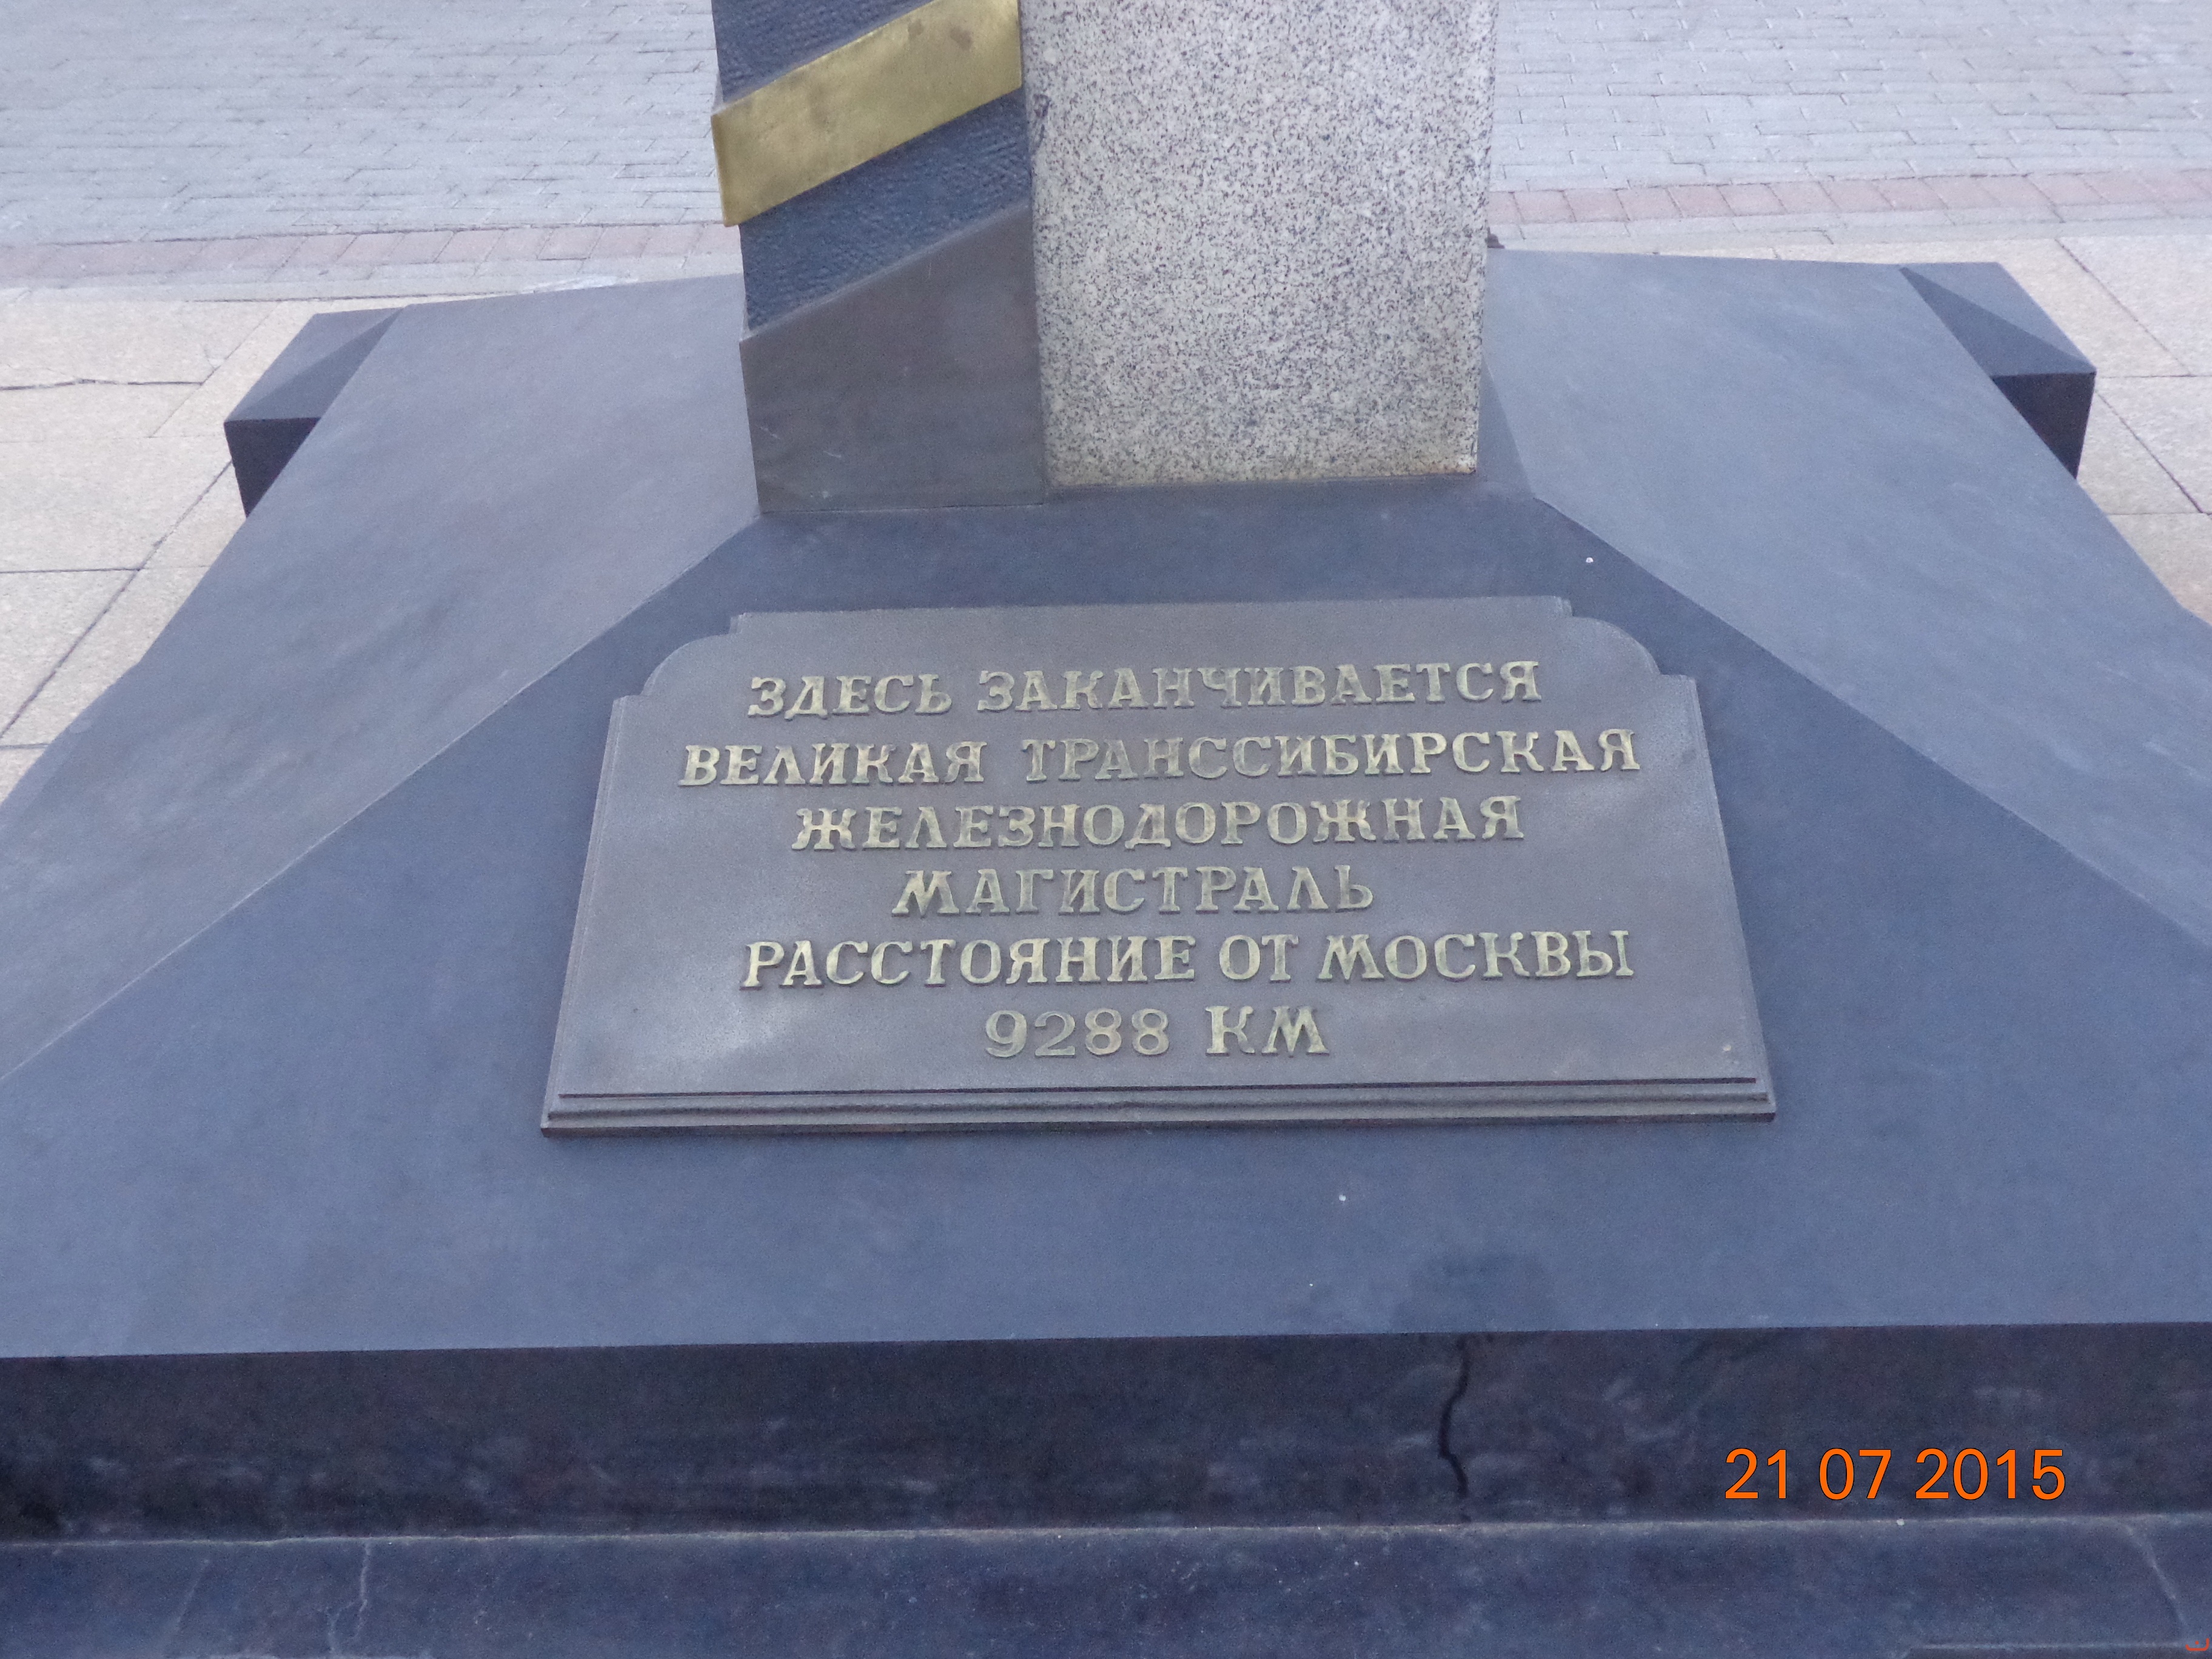 ЗДЕСЬ ЗАКАНЧИВАЕТСЯ
ВЕЛИКАЯ ТРАНССИБИРСКАЯ
ЖЕЛЕЗНОДОРОЖНАЯ
МАГИСТРАЛЬ
РАССТОЯНИЕ ОТ МОСКВЫ
9288 КМ
21 07 2015